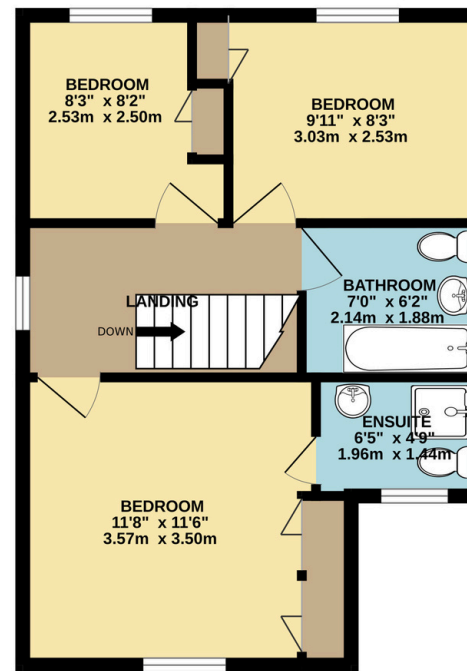 BEDROOM
8'3" x 8'2"
2.53m x 2.50m
BEDROOM
9'11" x 8'3"
3.03m x 2.53m
LANDING
DOWN
BATHROOM
7'0" x 6'2"
2.14m x 1.88m
ENSUITE
6'5" x 4'9"
1.96m x 1.44m
BEDROOM
11'8" x 11'6"
3.57m x 3.50m